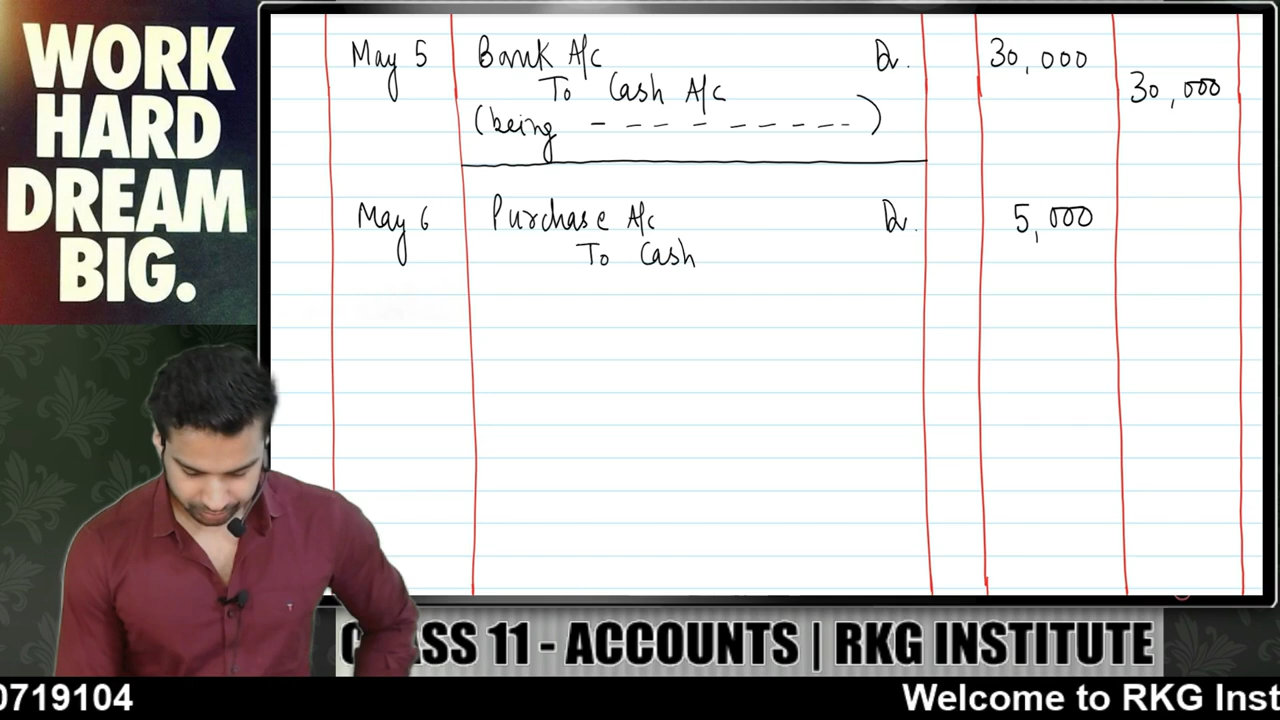 WORK
HARD
DREAM
BIG.
May 5 Bank A/c Dr. 30,000
To Cash A/c 30,000
(being - - - - - - - - - -)
May 6 Purchase A/c Dr. 5,000
To Cash
ASS 11 - ACCOUNTS | RKG INSTITUTE
0719104 Welcome to RKG Inst